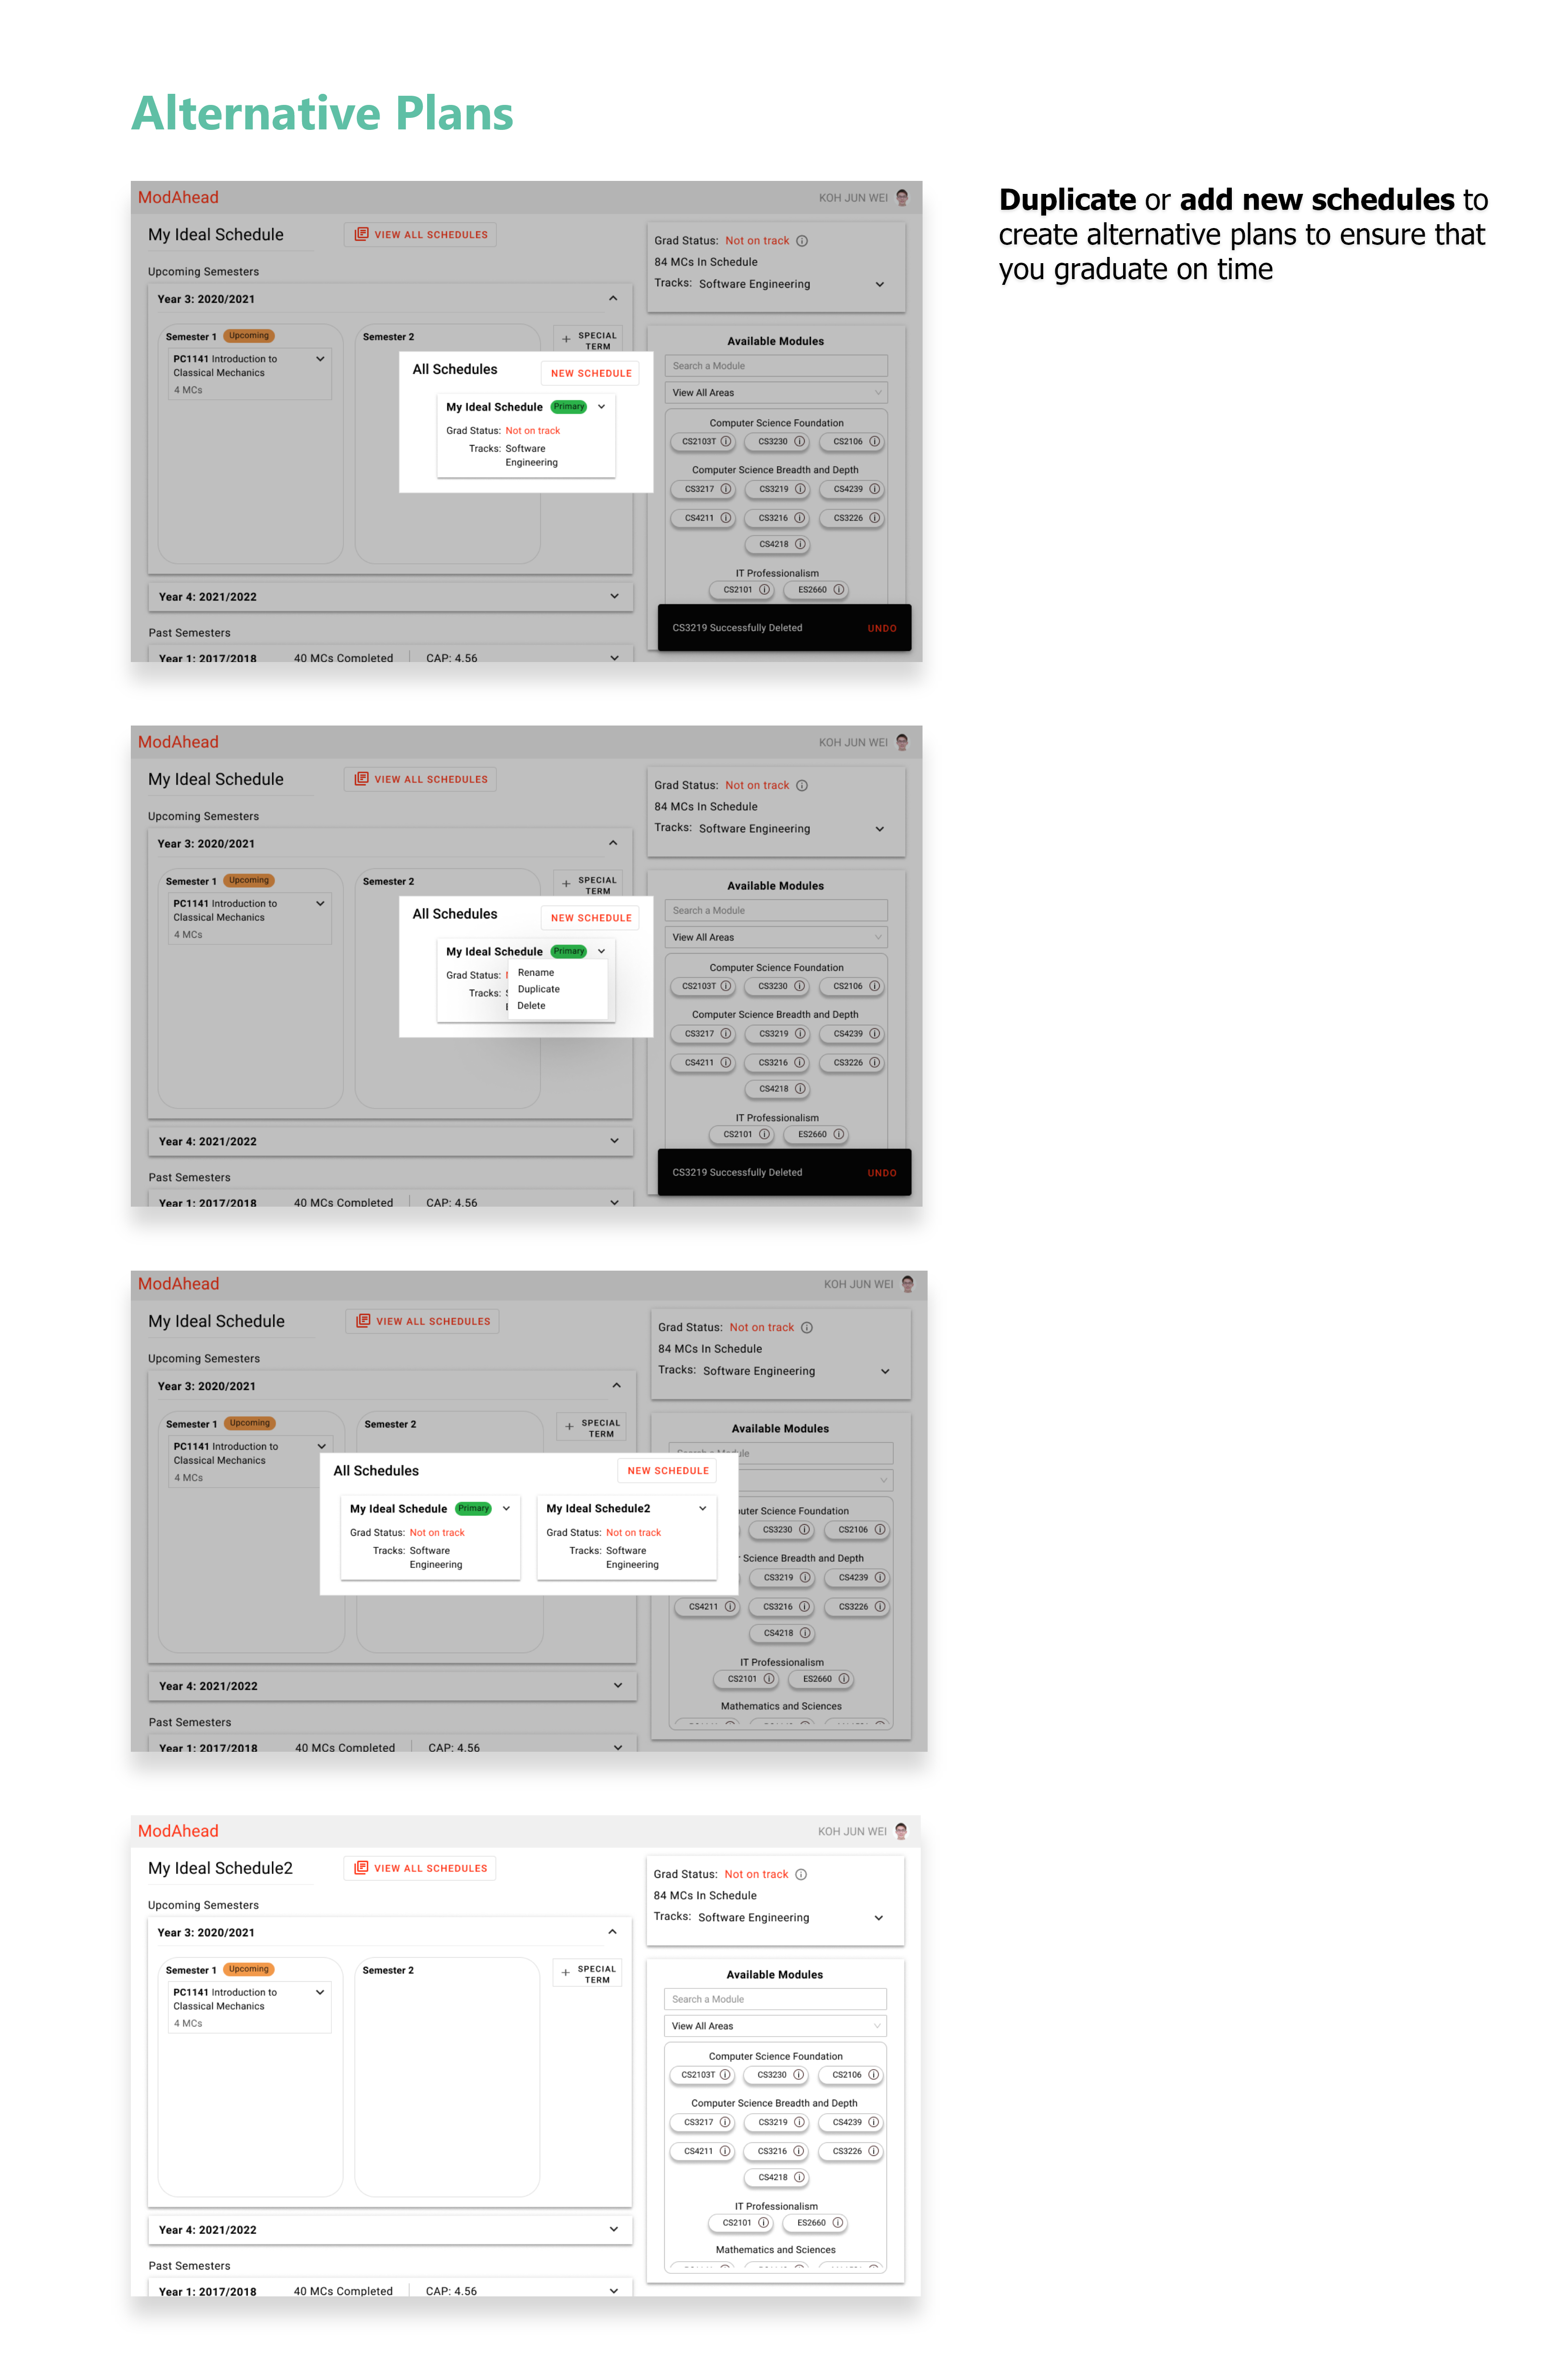 Alternative Plans
Duplicate or add new schedules to
create alternative plans to ensure that
you graduate on time
ModAhead
KOH JUN WEI
My Ideal Schedule
VIEW ALL SCHEDULES
Upcoming Semesters
Year 3: 2020/2021
Semester 1 Upcoming
PC1141 Introduction to
Classical Mechanics
4 MCs
Semester 2
+ SPECIAL
TERM
All Schedules
NEW SCHEDULE
My Ideal Schedule Primary
Grad Status: Not on track
Tracks: Software
Engineering
Year 4: 2021/2022
Past Semesters
Year 1: 2017/2018 40 MCs Completed CAP: 4.56
Grad Status: Not on track
84 MCs In Schedule
Tracks: Software Engineering
Available Modules
Search a Module
View All Areas
Computer Science Foundation
CS2103T CS3230 CS2106
Computer Science Breadth and Depth
CS3217 CS3219 CS4239
CS4211 CS3216 CS3226
CS4218
IT Professionalism
CS2101 ES2660
CS3219 Successfully Deleted UNDO
ModAhead
KOH JUN WEI
My Ideal Schedule
VIEW ALL SCHEDULES
Upcoming Semesters
Year 3: 2020/2021
Semester 1 Upcoming
PC1141 Introduction to
Classical Mechanics
4 MCs
Semester 2
+ SPECIAL
TERM
All Schedules
NEW SCHEDULE
My Ideal Schedule Primary
Grad Status:
Tracks:
Rename
Duplicate
Delete
Year 4: 2021/2022
Past Semesters
Year 1: 2017/2018 40 MCs Completed CAP: 4.56
Grad Status: Not on track
84 MCs In Schedule
Tracks: Software Engineering
Available Modules
Search a Module
View All Areas
Computer Science Foundation
CS2103T CS3230 CS2106
Computer Science Breadth and Depth
CS3217 CS3219 CS4239
CS4211 CS3216 CS3226
CS4218
IT Professionalism
CS2101 ES2660
CS3219 Successfully Deleted UNDO
ModAhead
KOH JUN WEI
My Ideal Schedule
VIEW ALL SCHEDULES
Upcoming Semesters
Year 3: 2020/2021
Semester 1 Upcoming
PC1141 Introduction to
Classical Mechanics
4 MCs
Semester 2
+ SPECIAL
TERM
All Schedules
NEW SCHEDULE
My Ideal Schedule Primary
Grad Status: Not on track
Tracks: Software
Engineering
My Ideal Schedule2
Grad Status: Not on track
Tracks: Software
Engineering
Year 4: 2021/2022
Past Semesters
Year 1: 2017/2018 40 MCs Completed CAP: 4.56
Grad Status: Not on track
84 MCs In Schedule
Tracks: Software Engineering
Available Modules
Science Foundation
CS3230 CS2106
Science Breadth and Depth
CS3219 CS4239
CS4211 CS3216 CS3226
CS4218
IT Professionalism
CS2101 ES2660
Mathematics and Sciences
ModAhead
KOH JUN WEI
My Ideal Schedule2
VIEW ALL SCHEDULES
Upcoming Semesters
Year 3: 2020/2021
Semester 1 Upcoming
PC1141 Introduction to
Classical Mechanics
4 MCs
Semester 2
+ SPECIAL
TERM
Year 4: 2021/2022
Past Semesters
Year 1: 2017/2018 40 MCs Completed CAP: 4.56
Grad Status: Not on track
84 MCs In Schedule
Tracks: Software Engineering
Available Modules
Search a Module
View All Areas
Computer Science Foundation
CS2103T CS3230 CS2106
Computer Science Breadth and Depth
CS3217 CS3219 CS4239
CS4211 CS3216 CS3226
CS4218
IT Professionalism
CS2101 ES2660
Mathematics and Sciences